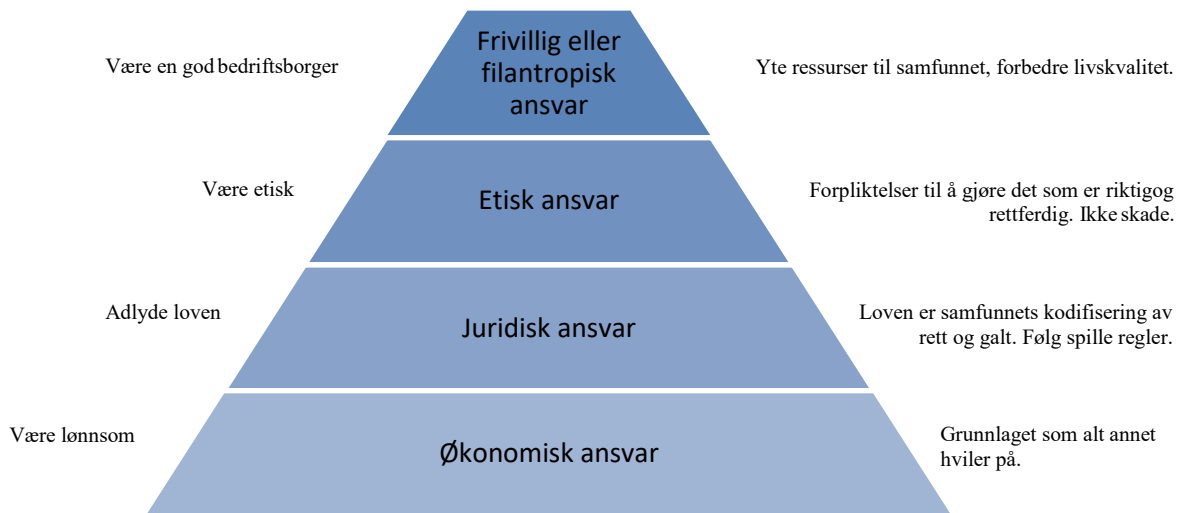 Være en god bedriftsborger
Frivillig eller
filantropisk
ansvar
Yte ressurser til samfunnet, forbedre livskvalitet.
Være etisk
Etisk ansvar
Forpliktelser til å gjøre det som er riktigog
rettferdig. Ikke skade.
Adlyde loven
Juridisk ansvar
Loven er samfunnets kodifisering av
rett og galt. Følg spille regler.
Være lønnsom
Økonomisk ansvar
Grunnlaget som alt annet
hviler på.